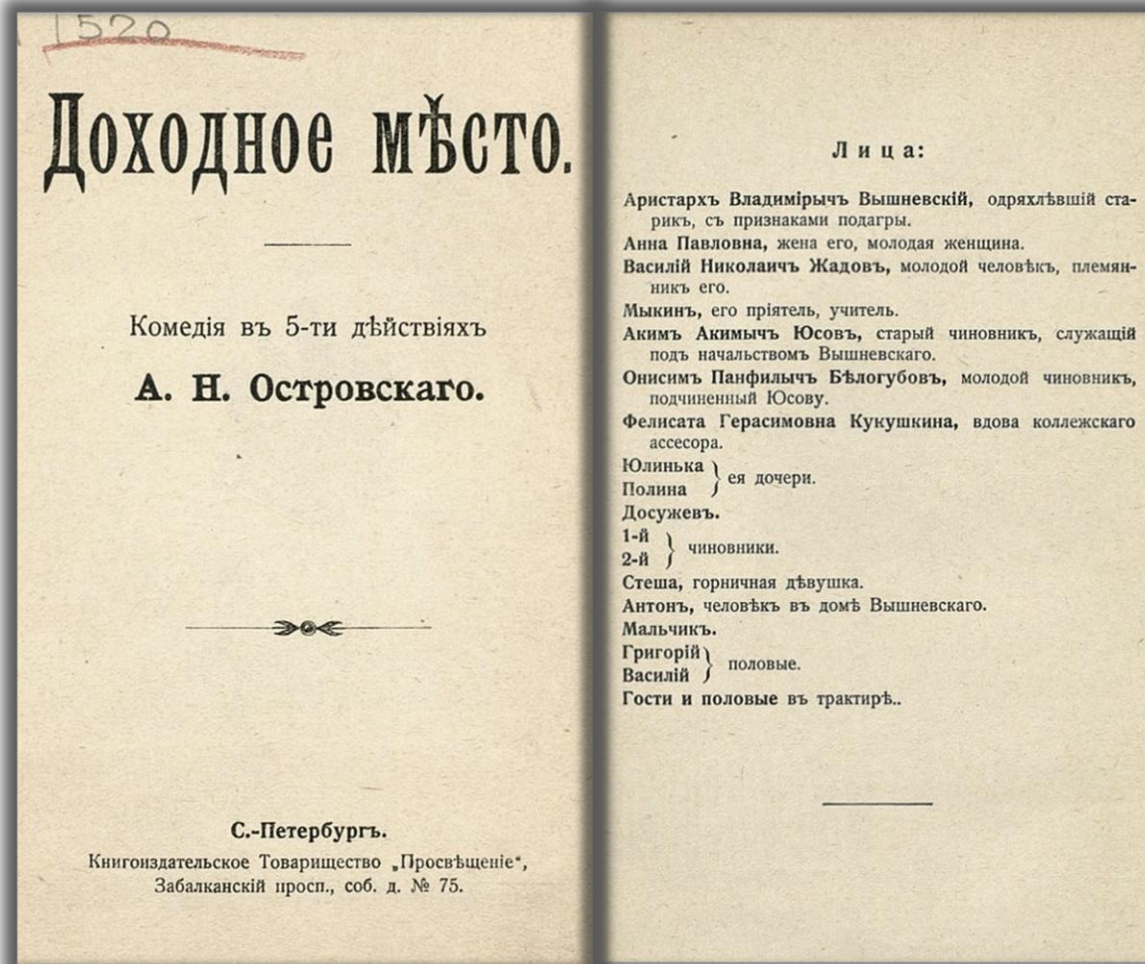 1520
Доходное мѣсто.
Комедія въ 5-ти дѣйствіяхъ
А. Н. Островскаго.
С.-Петербургъ.
Книгоиздательское Товарищество „Просвѣщеніе“,
Забалканскій просп., соб. д. № 75.
Лица:
Аристархъ Владимірычъ Вышневскій, одряхлѣвшій ста-
рикъ, съ признаками подагры.
Анна Павловна, жена его, молодая женщина.
Василій Николаичъ Жадовъ, молодой человѣкъ, племян-
никъ его.
Мыкинъ, его пріятель, учитель.
Акимъ Акимычъ Юсовъ, старый чиновникъ, служащій
подъ начальствомъ Вышневскаго.
Онисимъ Панфилычъ Бѣлогубовъ, молодой чиновникъ,
подчиненный Юсову.
Фелисата Герасимовна Кукушкина, вдова коллежскаго
ассесора.
Юлинька
Полина } ея дочери.
Досужевъ.
1-й
2-й } чиновники.
Стеша, горничная дѣвушка.
Антонъ, человѣкъ въ домѣ Вышневскаго.
Мальчикъ.
Григорій
Василій } половые.
Гости и половые въ трактирѣ..